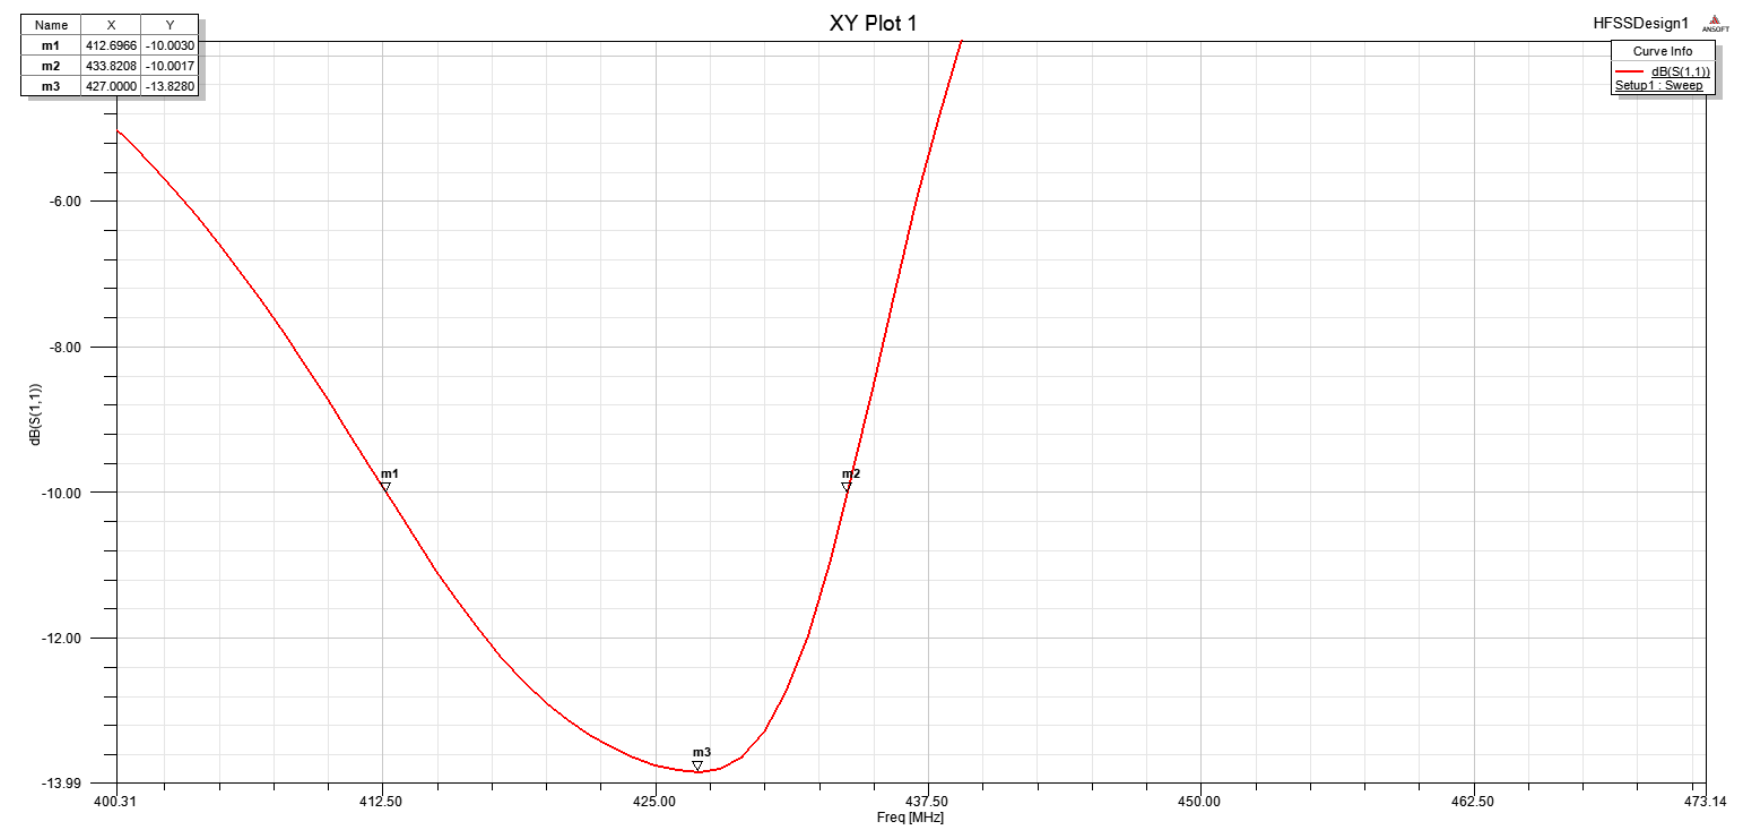 XY Plot 1
HFSSDesign1
ANSOFT
Name X Y
m1 412.6966 -10.0030
m2 433.8208 -10.0017
m3 427.0000 -13.8280
Curve Info
dB(S(1,1))
Setup1 : Sweep
-6.00
-8.00
-10.00
-12.00
-13.99
dB(S(1,1))
m1
m2
m3
400.31 412.50 425.00 437.50 450.00 462.50 473.14
Freq [MHz]